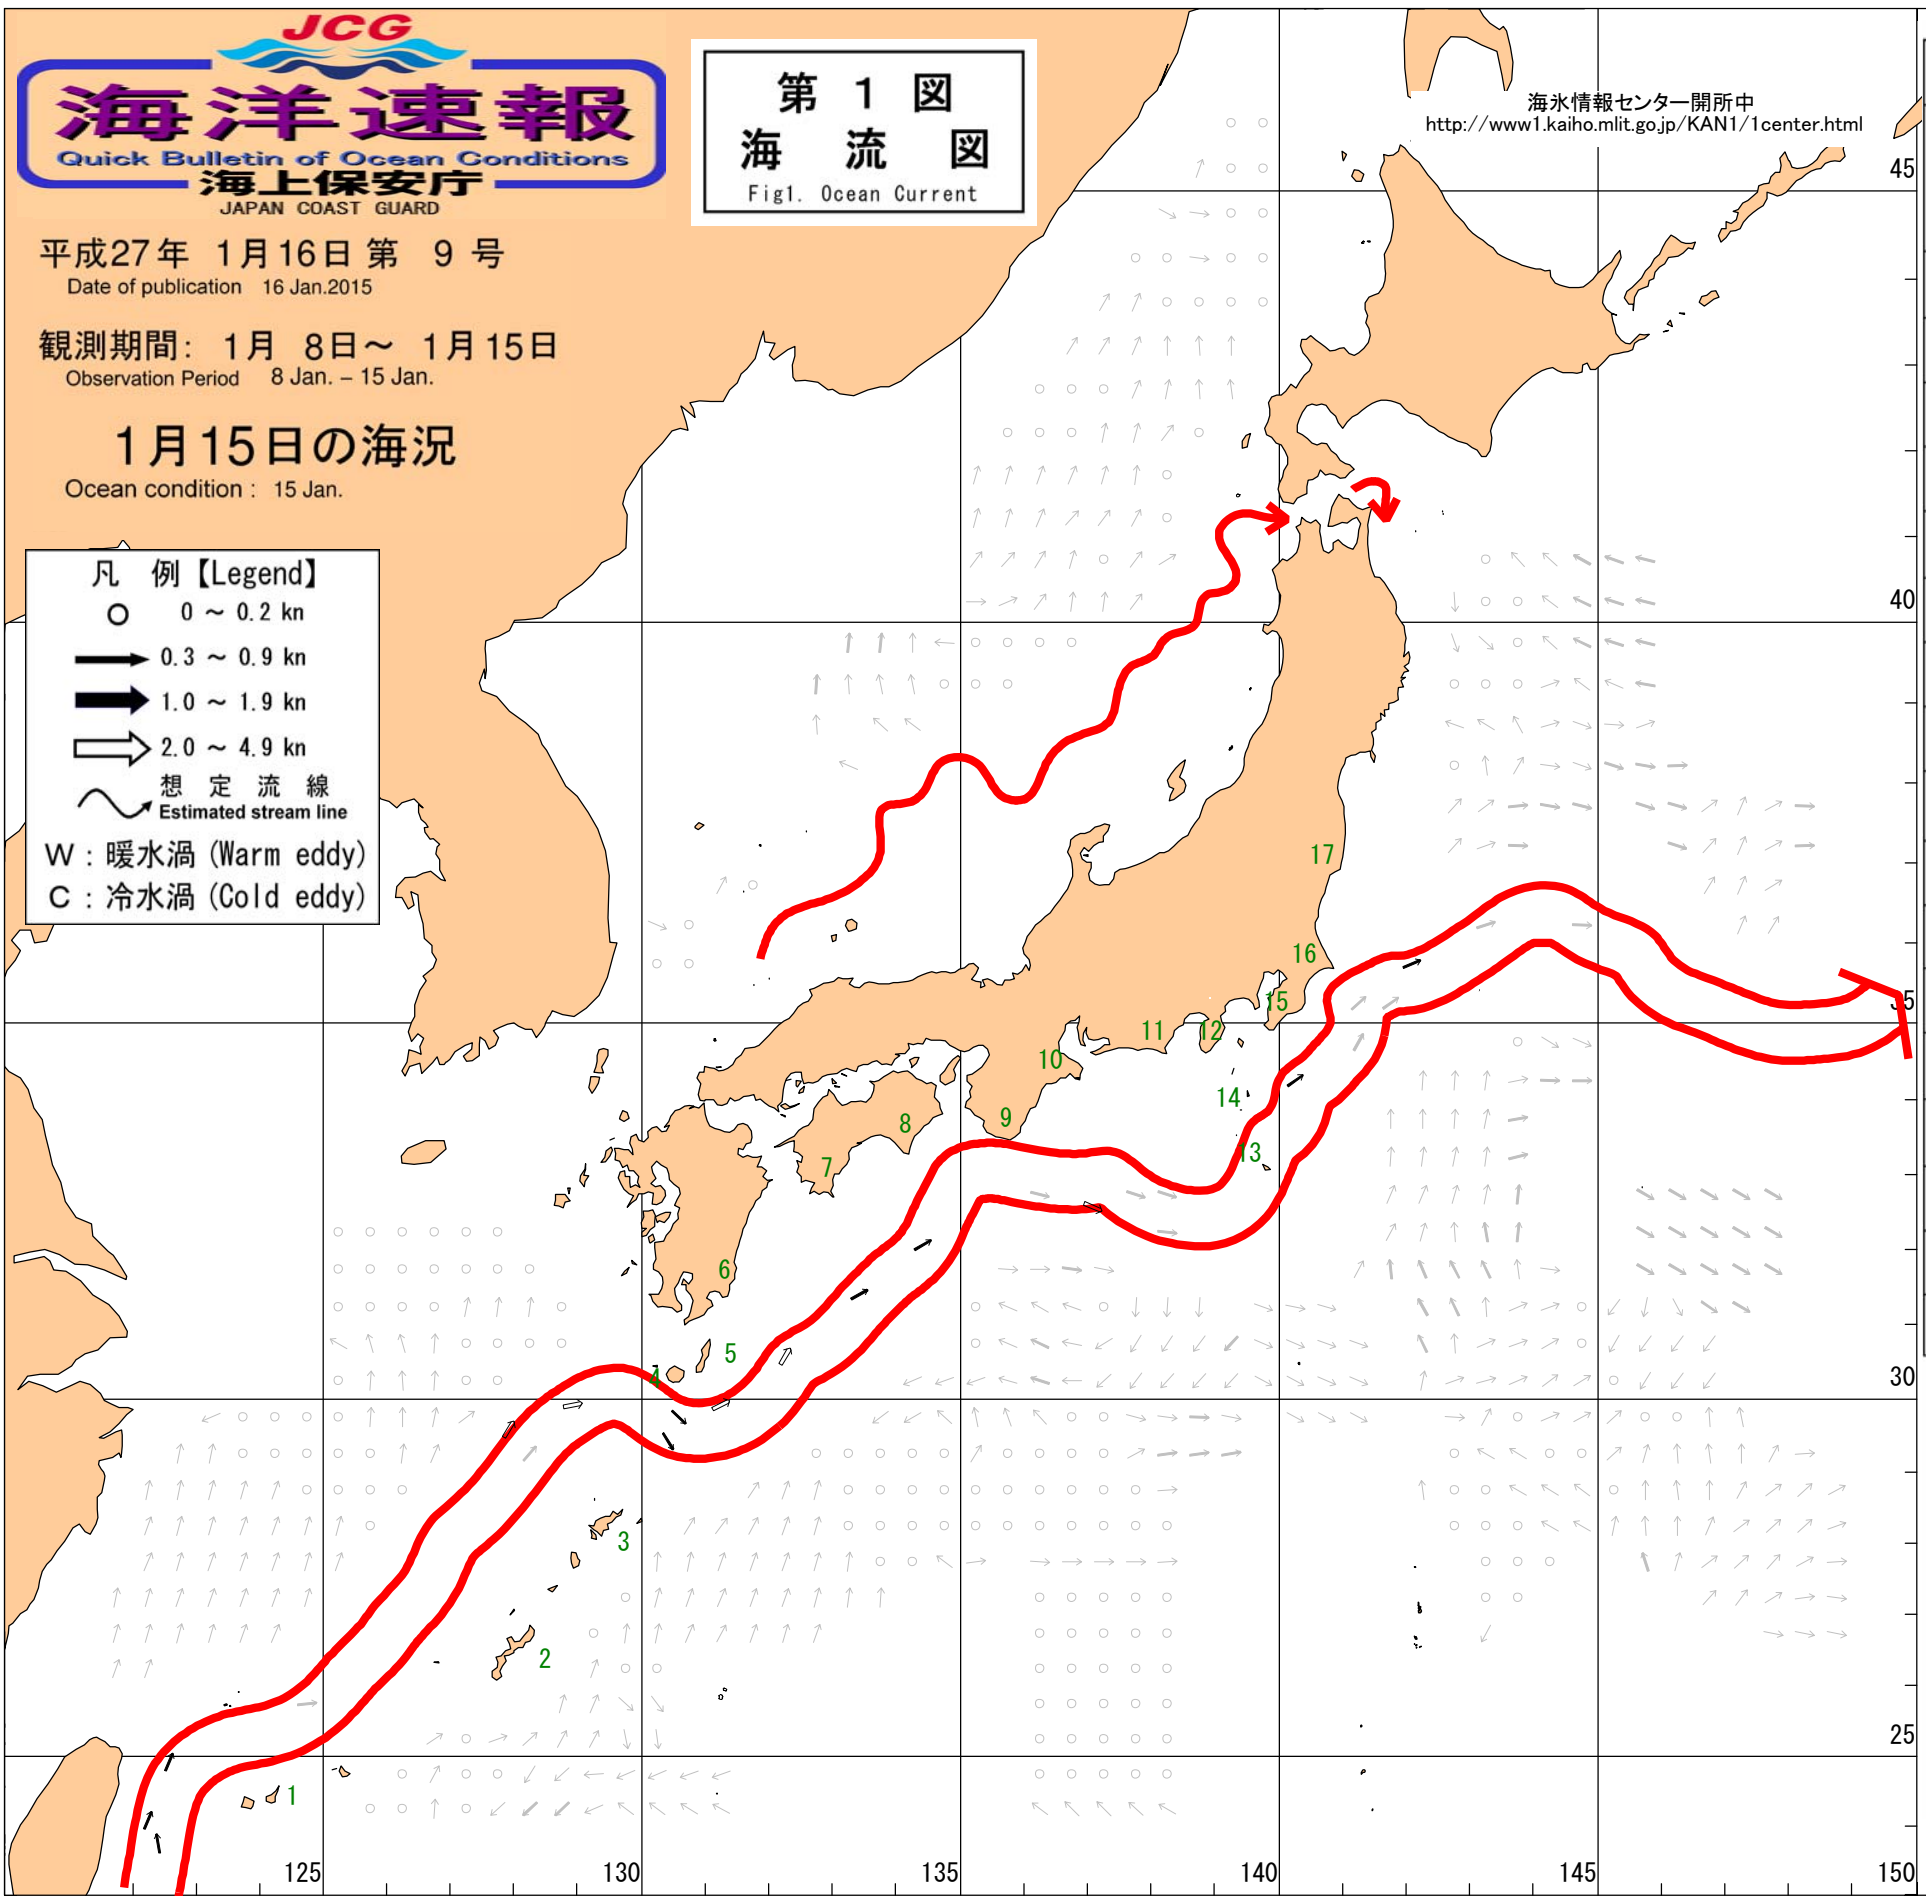 JCG
海洋速報
Quick Bulletin of Ocean Conditions
海上保安庁
JAPAN COAST GUARD
第 1 図
海 流 図
Fig1. Ocean Current
海氷情報センター開所中
http://www1.kaiho.mlit.go.jp/KAN1/1center.html
平成27年 1月16日 第 9 号
Date of publication 16 Jan.2015
観測期間: 1月 8日～ 1月15日
Observation Period 8 Jan. – 15 Jan.
1月15日の海況
Ocean condition : 15 Jan.
凡 例【Legend】
0 ～ 0.2 kn
0.3 ～ 0.9 kn
1.0 ～ 1.9 kn
2.0 ～ 4.9 kn
想 定 流 線
Estimated stream line
W : 暖水渦 (Warm eddy)
C : 冷水渦 (Cold eddy)
45
40
35
30
25
17
16
15
12
11
10
14
9
8
13
7
6
5
4
3
2
1
125
130
135
140
145
150